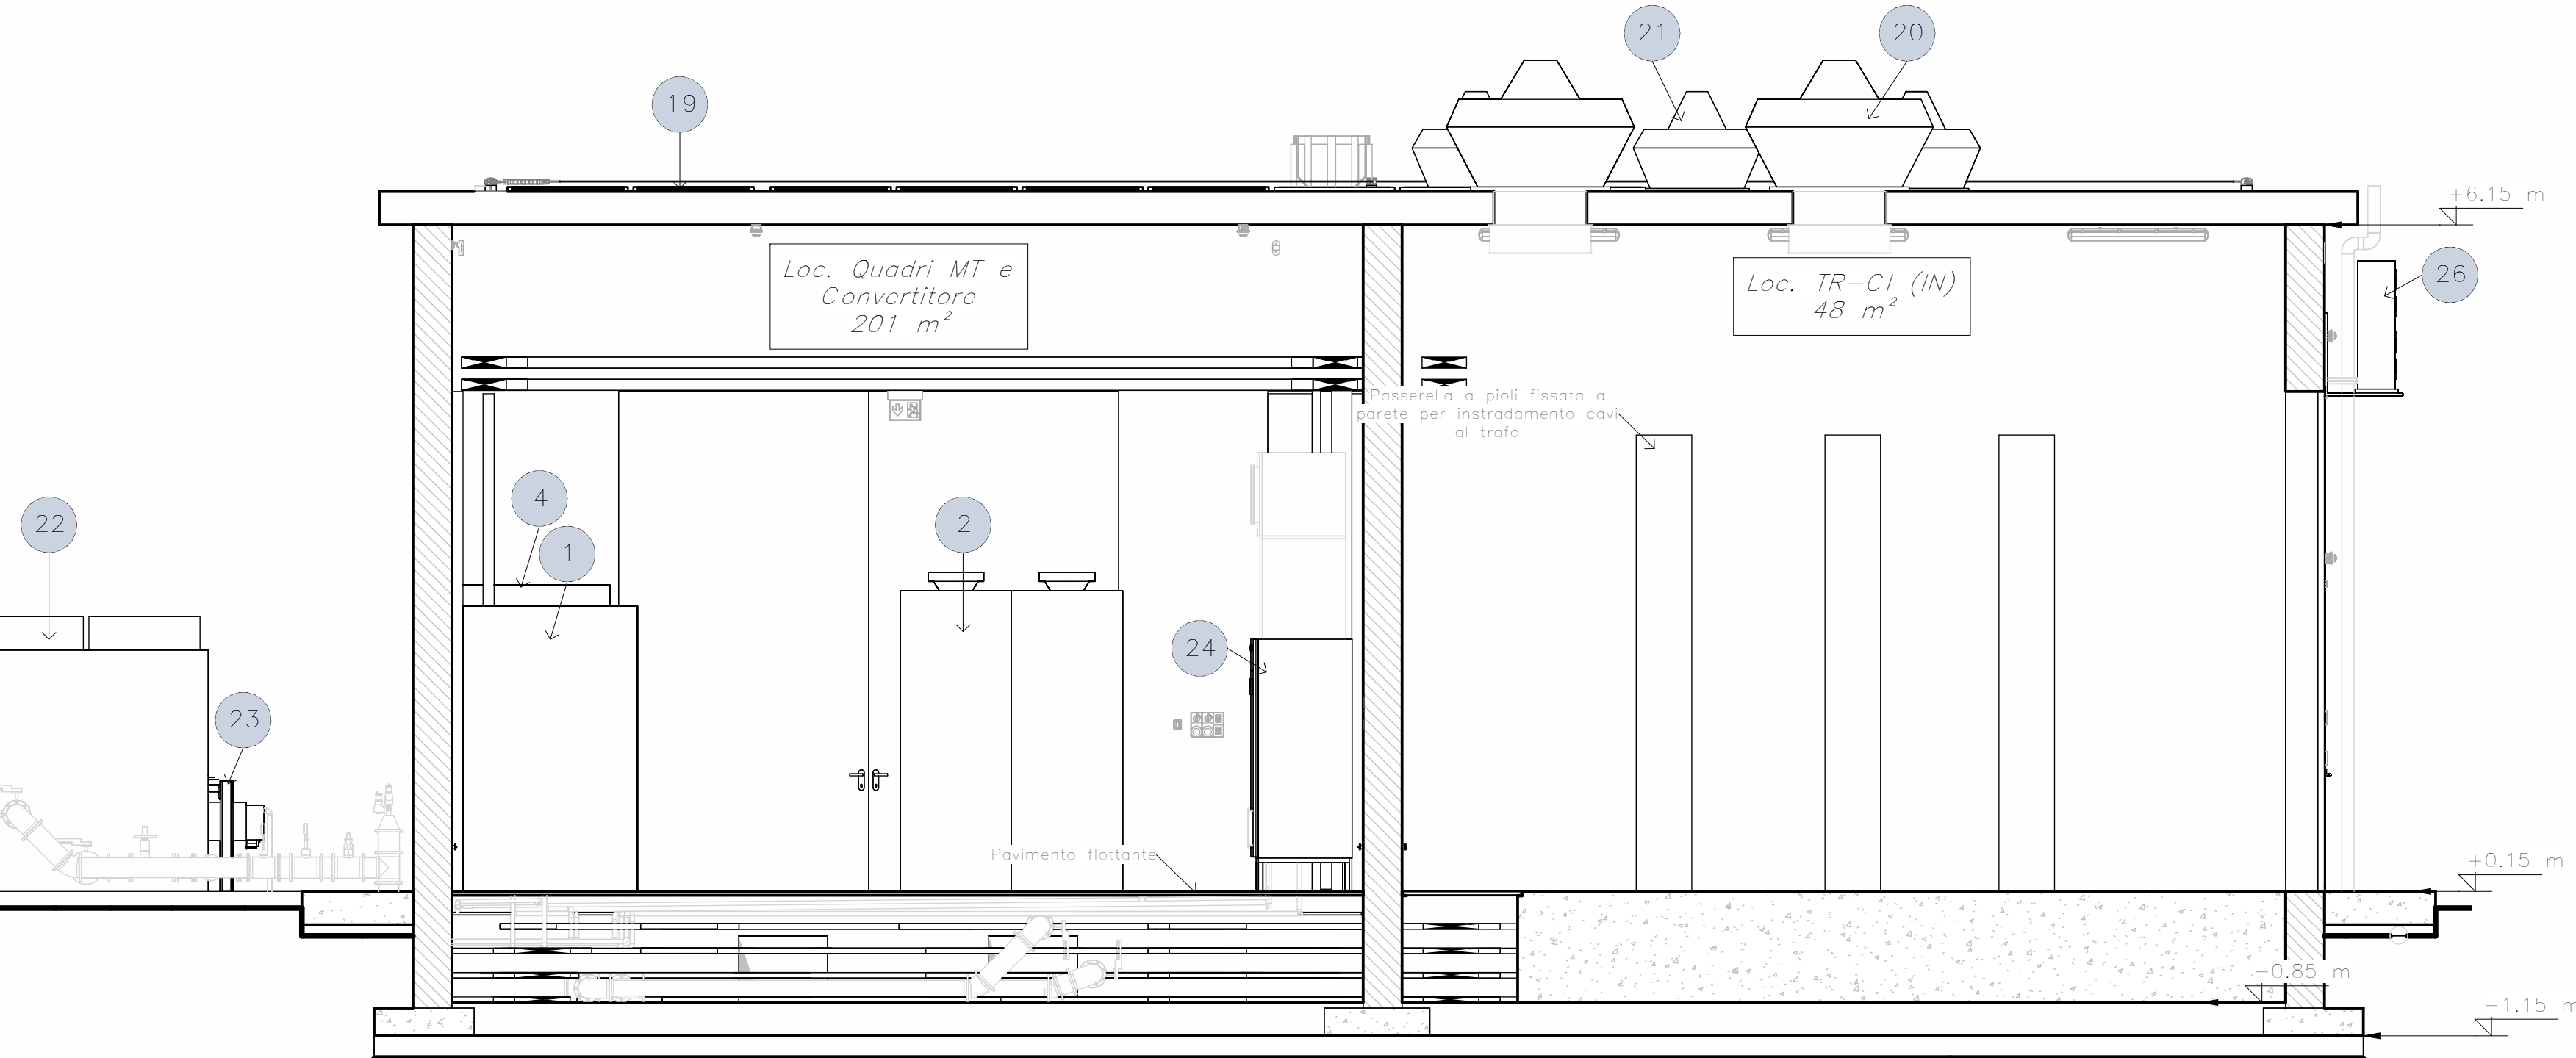 21
20
19
+6.15 m
Loc. Quadri MT e
Convertitore
201 m²
Loc. TR-CI (IN)
48 m²
26
Passerella a pioli fissata a
parete per instradamento cavi
al trafo
4
22
2
1
24
23
Pavimento flottante
+0.15 m
-0.85 m
-1.15 m